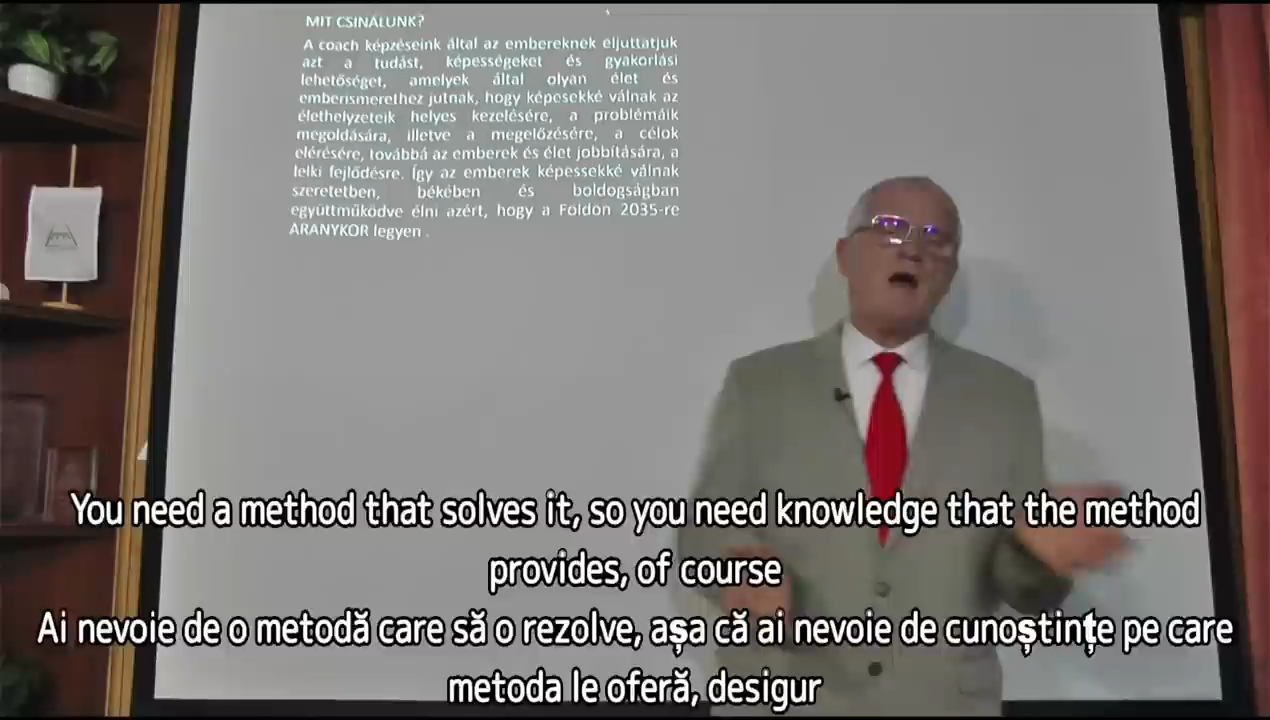 MIT CSINÁLUNK?
A coach képzéseink által az embereknek eljuttatjuk
azt a tudást, képességeket és gyakorlási
lehetőséget, amelyek által olyan élet és
emberismerethez jutnak, hogy képesekké válnak az
élethelyzeteik helyes kezelésére, a problémáik
megoldására, illetve a megelőzésére, a célok
elérésére, továbbá az emberek és élet jobbítására, a
lelki fejlődésre. Így az emberek képessekké válnak
szeretetben, békében és boldogságban
együttműködve élni azért, hogy a Földön 2035-re
ARANYKOR legyen .
You need a method that solves it, so you need knowledge that the method
provides, of course
Ai nevoie de o metodă care să o rezolve, așa că ai nevoie de cunoștințe pe care
metoda le oferă, desigur